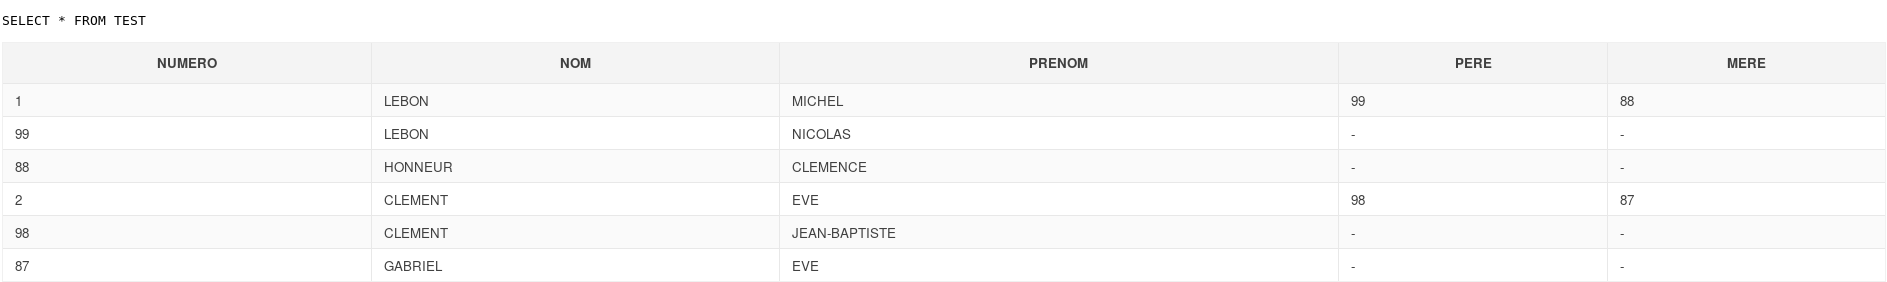 SELECT * FROM TEST
NUMERO NOM PRENOM PERE MERE
1 LEBON MICHEL 99 88
99 LEBON NICOLAS - -
88 HONNEUR CLEMENCE - -
2 CLEMENT EVE 98 87
98 CLEMENT JEAN-BAPTISTE - -
87 GABRIEL EVE - -